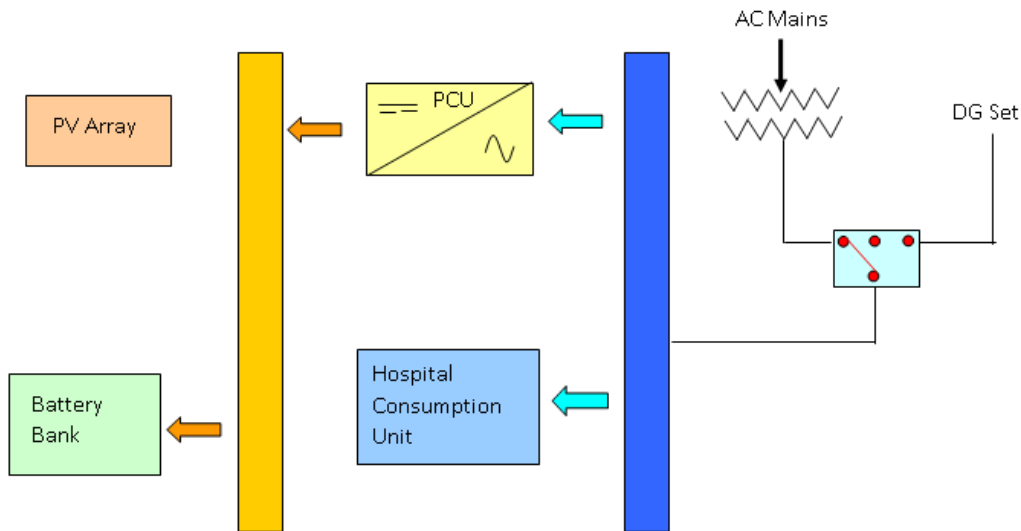 AC Mains
PV Array
PCU
DG Set
Battery
Bank
Hospital
Consumption
Unit